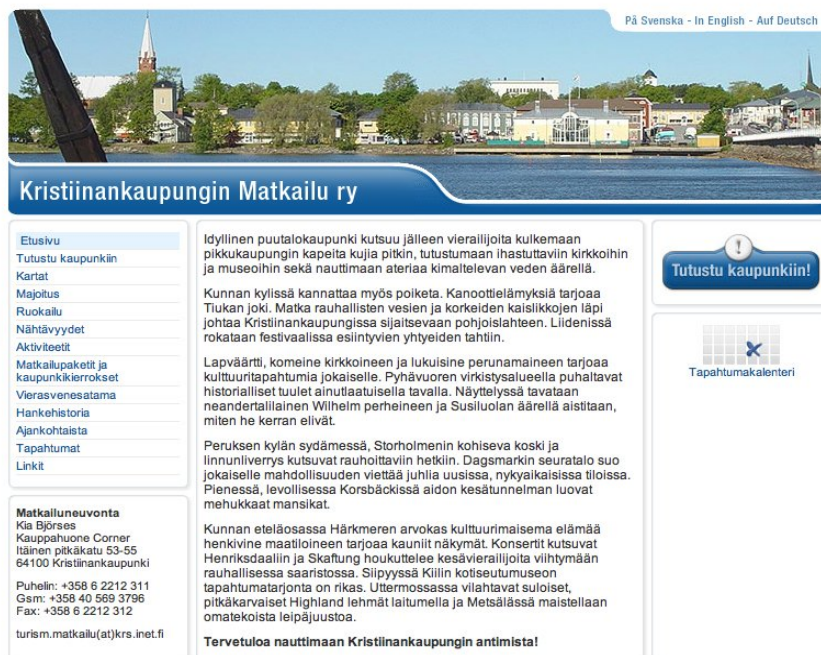 På Svenska - In English - Auf Deutsch
Kristiinankaupungin Matkailu ry
Etusivu
Tutustu kaupunkiin
Kartat
Majoitus
Ruokailu
Nähtävyydet
Aktiviteetit
Matkailupaketit ja
kaupunkikierrokset
Vierasvenesatama
Hankehistoria
Ajankohtaista
Tapahtumat
Linkit
Matkailuneuvonta
Kia Björses
Kauppahuone Corner
Itäinen pitkäkatu 53-55
64100 Kristiinankaupunki
Puhelin: +358 6 2212 311
Gsm: +358 40 569 3796
Fax: +358 6 2212 312
turism.matkailu(at)krs.inet.fi
Idyllinen puutalokaupunki kutsuu jälleen vierailijoita kulkemaan
pikkukaupungin kapeita kujia pitkin, tutustumaan ihastuttaviin kirkkoihin
ja museoihin sekä nauttimaan ateriaa kimaltelevan veden äärellä.
Kunnan kylissä kannattaa myös poiketa. Kanoottielämyksiä tarjoaa
Tiukan joki. Matka rauhallisten vesien ja korkeiden kaislikkojen läpi
johtaa Kristiinankaupungissa sijaitsevaan pohjoislahteen. Liidenissä
rokataan festivaalissa esiintyvien yhtyeiden tahtiin.
Lapväärtti, komeine kirkkoineen ja lukuisine perunamaineen tarjoaa
kulttuuritapahtumia jokaiselle. Pyhävuoren virkistysalueella puhaltavat
historialliset tuulet ainutlaatuisella tavalla. Näyttelyssä tavataan
neandertalilainen Wilhelm perheineen ja Susiluolan äärellä aistitaan,
miten he kerran elivät.
Peruksen kylän sydämessä, Storholmenin kohiseva koski ja
linnunliverrys kutsuvat rauhoittaviin hetkiin. Dagsmarkin seuratalo suo
jokaiselle mahdollisuuden viettää juhlia uusissa, nykyaikaisissa tiloissa.
Pienessä, levollisessa Korsbäckissä aidon kesätunnelman luovat
mehukkaat mansikat.
Kunnan eteläosassa Härkmeren arvokas kulttuurimaisema elämää
henkivine maatiloineen tarjoaa kauniit näkymät. Konsertit kutsuvat
Henriksdaaliin ja Skaftung houkuttelee kesävierailijoita viihtymään
rauhallisessa saaristossa. Siipyyssä Kiilin kotiseutumuseon
tapahtumatarjonta on rikas. Uttermossassa vilahtavat suloiset,
pitkäkarvaiset Highland lehmät laitumella ja Metsälässä maistellaan
omatekoista leipäjuustoa.
Tervetuloa nauttimaan Kristiinankaupungin antimista!
Tutustu kaupunkiin!
Tapahtumakalenteri